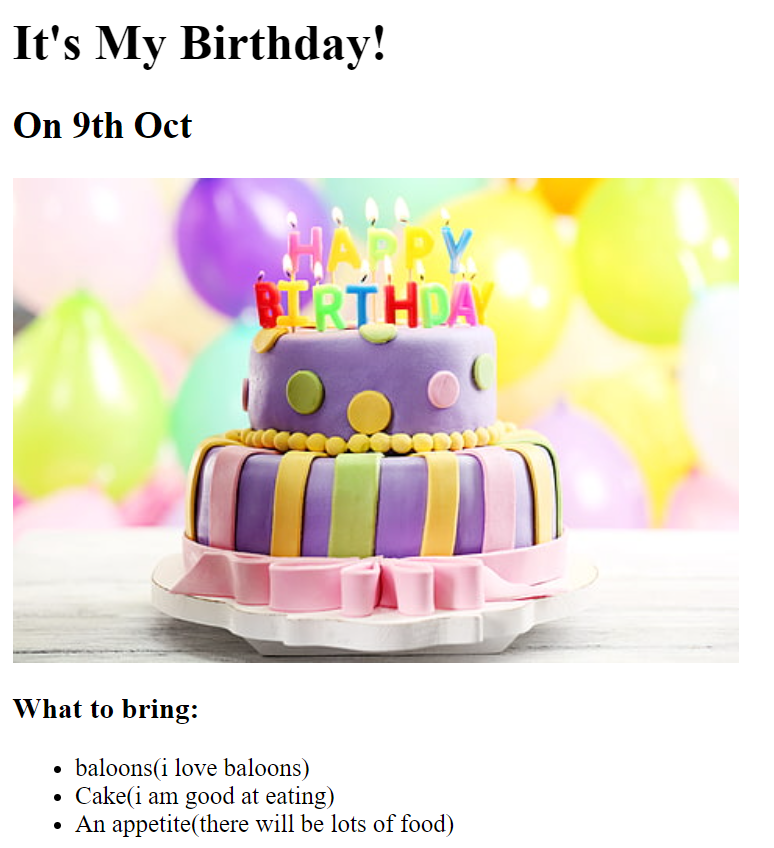 It's My Birthday!
On 9th Oct
HAPPY
BIRTHDAY
What to bring:
baloons(i love baloons)
Cake(i am good at eating)
An appetite(there will be lots of food)